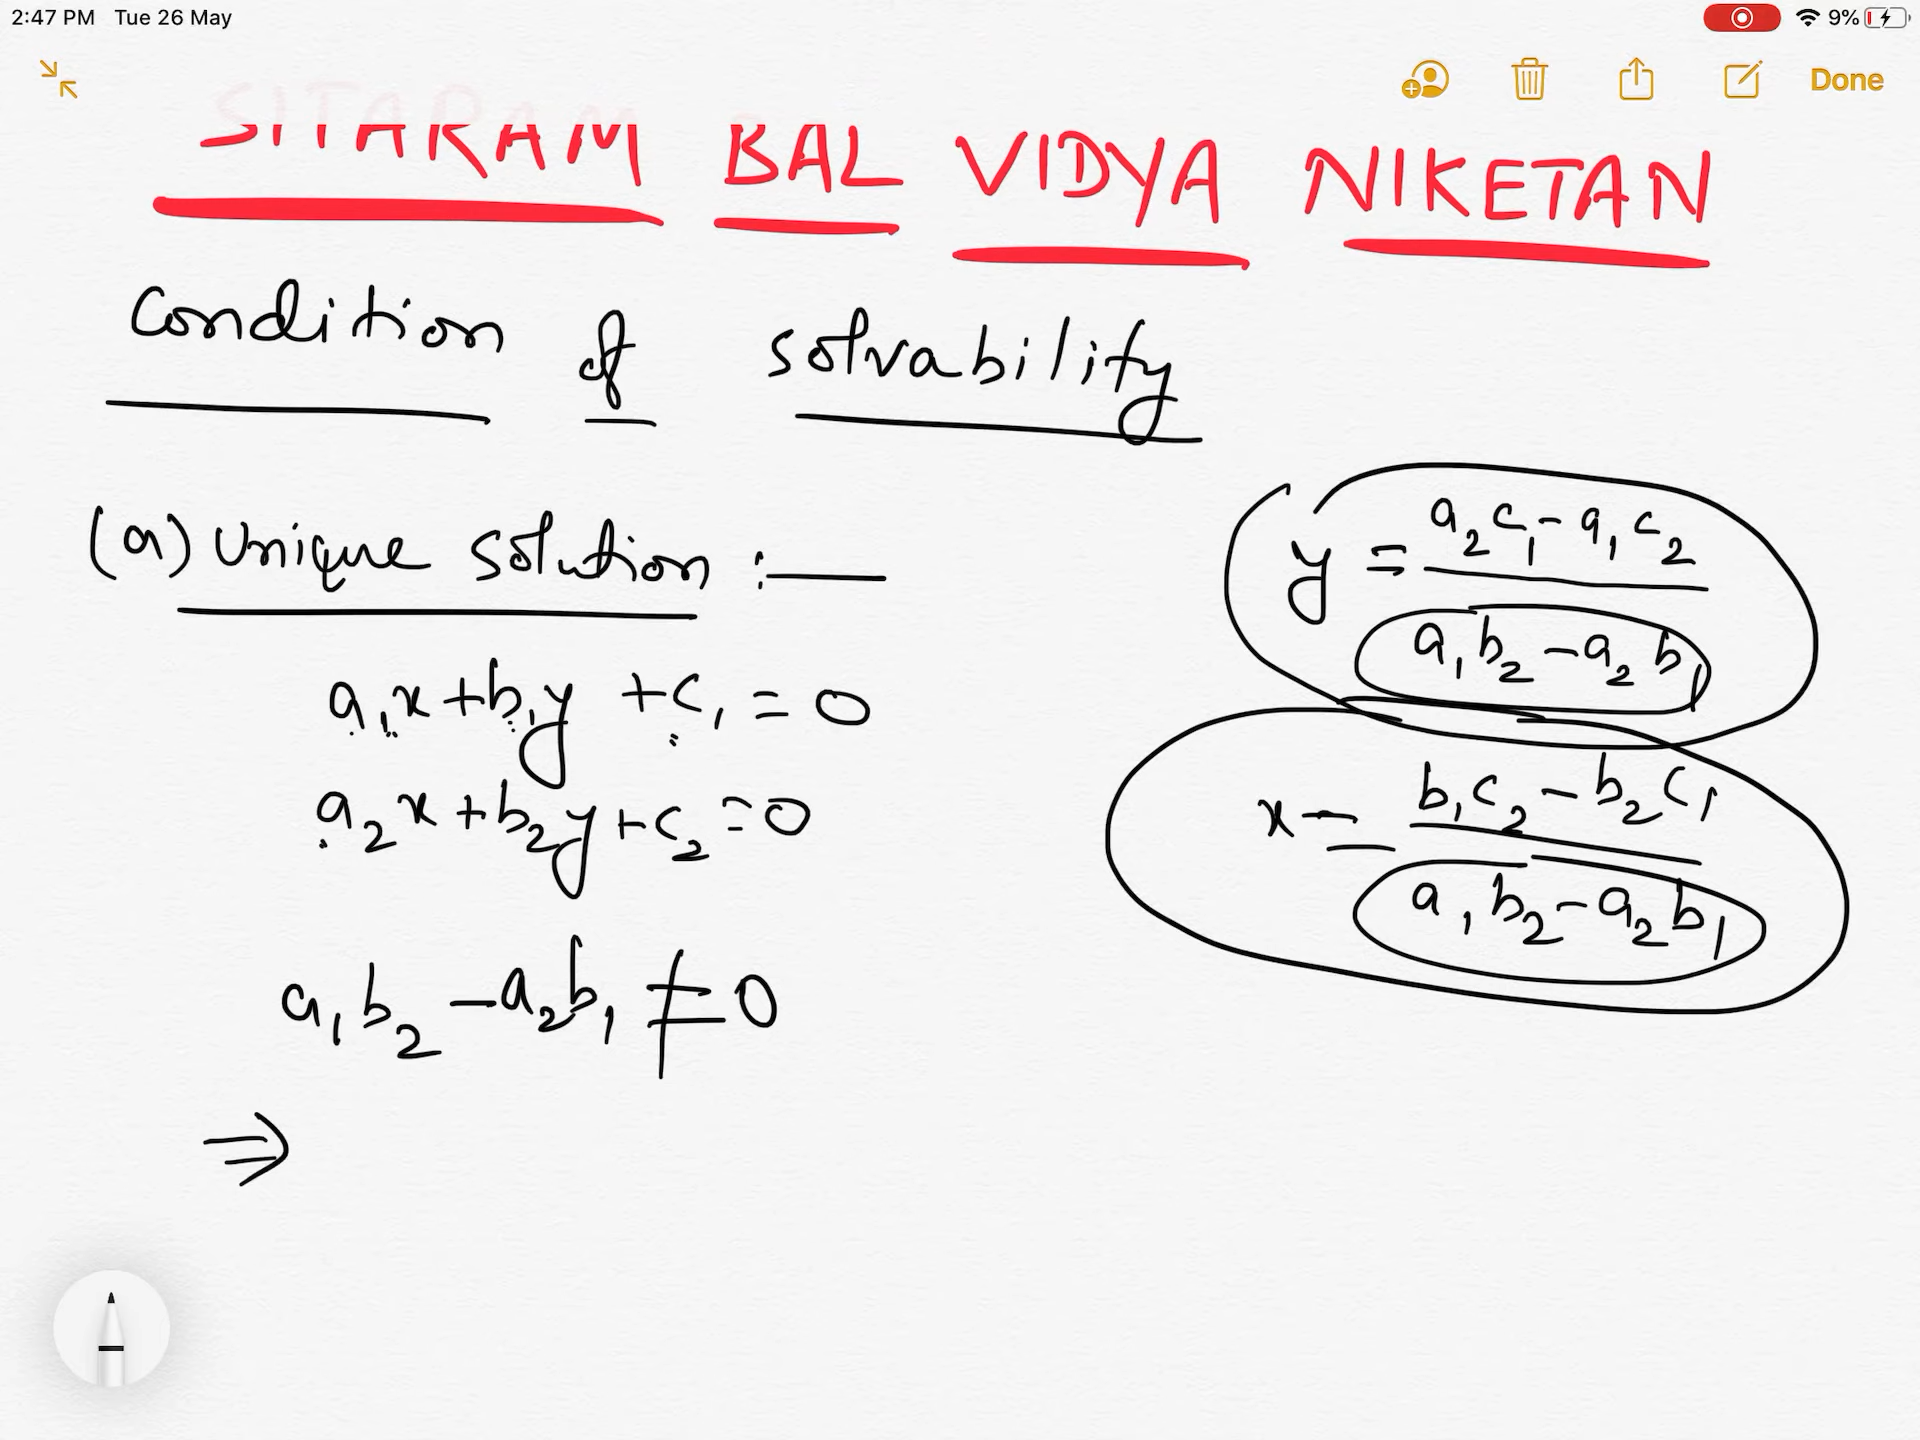 2:47 PM Tue 26 May
9%
Done
SITARAM BAL VIDYA NIKETAN
Condition of solvability
(a) Unique solution :—
a₁x + b₁y + c₁ = 0
a₂x + b₂y + c₂ = 0
a₁b₂ - a₂b₁ ≠ 0
⇒
y = (a₂c₁ - a₁c₂) / (a₁b₂ - a₂b₁)
x = (b₁c₂ - b₂c₁) / (a₁b₂ - a₂b₁)